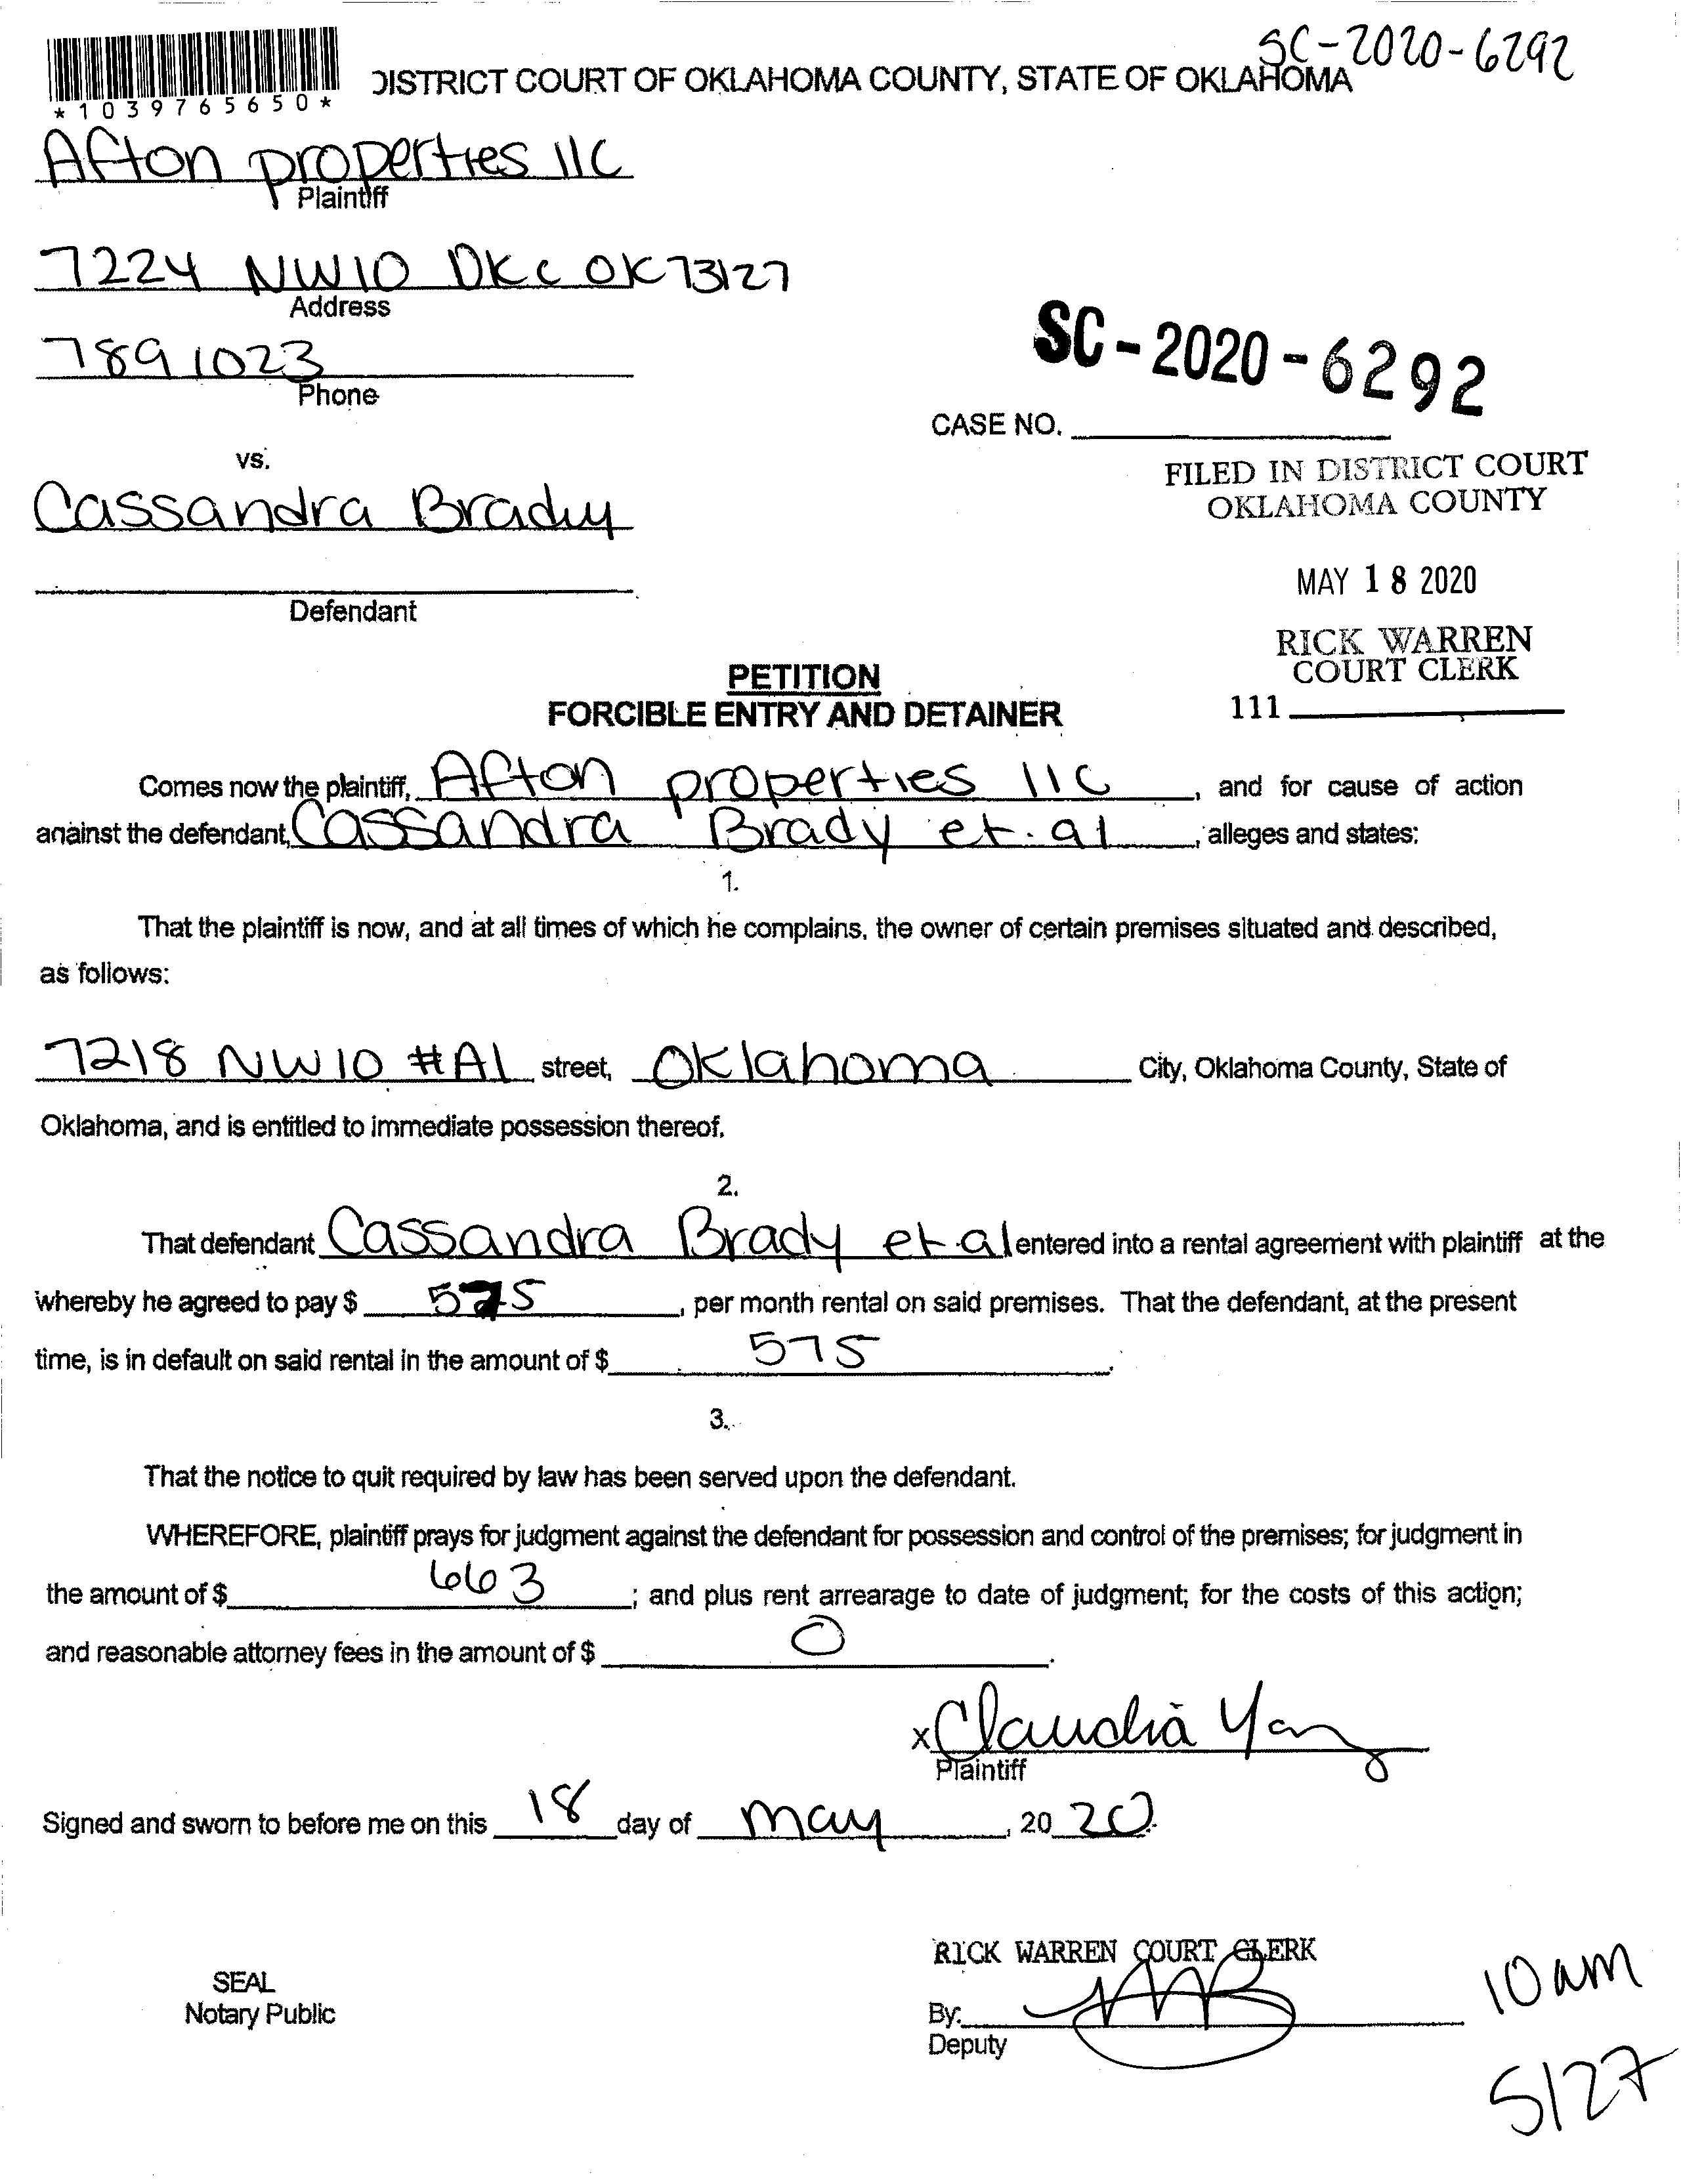 SC-2020-6292
DISTRICT COURT OF OKLAHOMA COUNTY, STATE OF OKLAHOMA
*1039765650*
Afton properties llc
Plaintiff
7224 NW10 OKC OK 73127
Address
7891023
Phone
SC-2020-6292
CASE NO.
vs.
FILED IN DISTRICT COURT
OKLAHOMA COUNTY
Cassandra Brady
MAY 18 2020
Defendant
RICK WARREN
COURT CLERK
111
PETITION
FORCIBLE ENTRY AND DETAINER
Comes now the plaintiff, Afton properties llc, and for cause of action
against the defendant, Cassandra Brady et. al, alleges and states:
1.
That the plaintiff is now, and at all times of which he complains, the owner of certain premises situated and described,
as follows:
7218 NW10 #A1 street, Oklahoma City, Oklahoma County, State of
Oklahoma, and is entitled to immediate possession thereof.
2.
That defendant Cassandra Brady et al entered into a rental agreement with plaintiff at the
whereby he agreed to pay $ 575, per month rental on said premises. That the defendant, at the present
time, is in default on said rental in the amount of $ 575.
3.
That the notice to quit required by law has been served upon the defendant.
WHEREFORE, plaintiff prays for judgment against the defendant for possession and control of the premises; for judgment in
the amount of $ 663; and plus rent arrearage to date of judgment; for the costs of this action;
and reasonable attorney fees in the amount of $ 0.
x Claudia Yang
Plaintiff
Signed and sworn to before me on this 18 day of may, 20 20.
RICK WARREN COURT CLERK
SEAL
Notary Public
By:
Deputy
10am
5/27